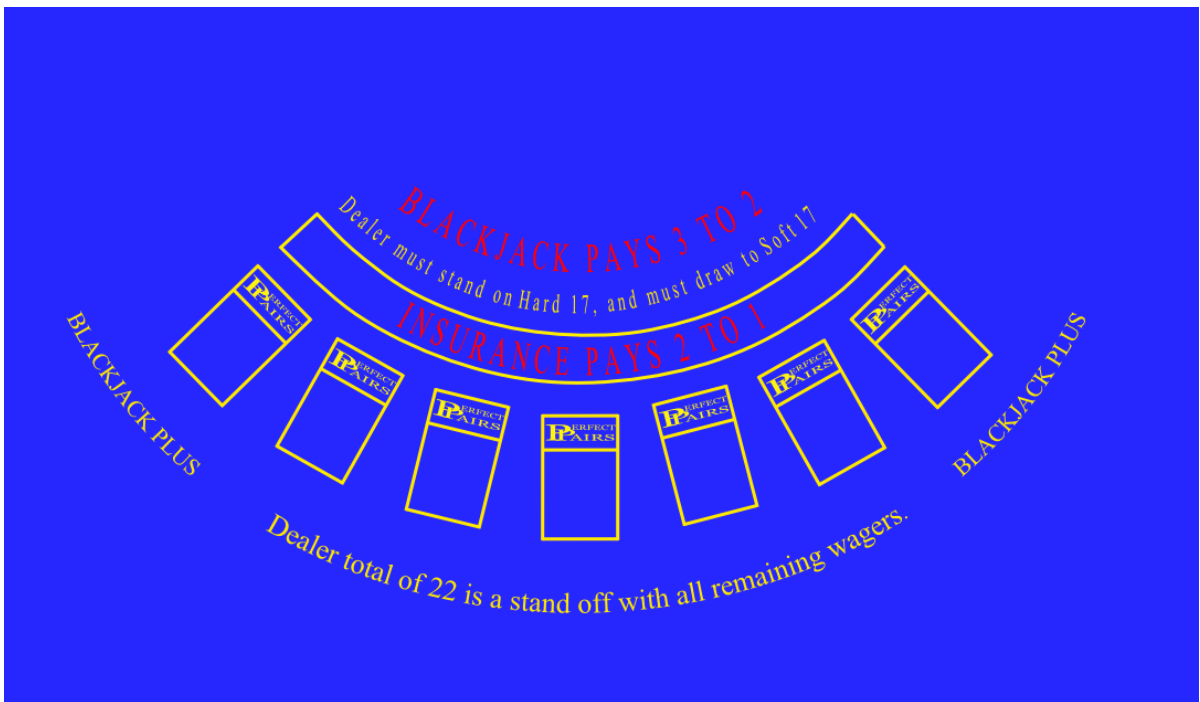 BLACKJACK PAYS 3 TO 2
Dealer must stand on Hard 17, and must draw to Soft 17
INSURANCE PAYS 2 TO 1
PERFECT PAIRS
PERFECT PAIRS
PERFECT PAIRS
PERFECT PAIRS
PERFECT PAIRS
PERFECT PAIRS
PERFECT PAIRS
BLACKJACK PLUS
BLACKJACK PLUS
Dealer total of 22 is a stand off with all remaining wagers.